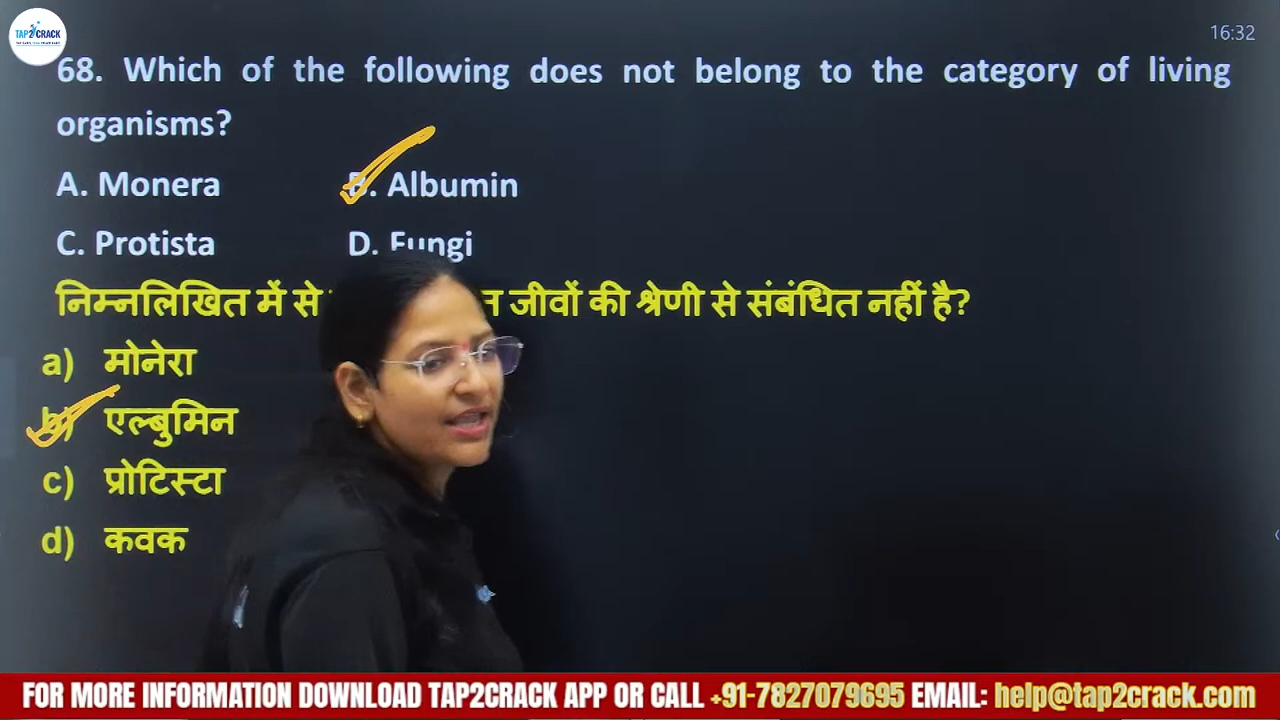 TAP2CRACK
16:32
68. Which of the following does not belong to the category of living
organisms?
A. Monera B. Albumin
C. Protista D. Fungi
निम्नलिखित में से जीवों की श्रेणी से संबंधित नहीं है?
a) मोनेरा
b) एल्बुमिन
c) प्रोटिस्टा
d) कवक
FOR MORE INFORMATION DOWNLOAD TAP2CRACK APP OR CALL +91-7827079695 EMAIL: help@tap2crack.com